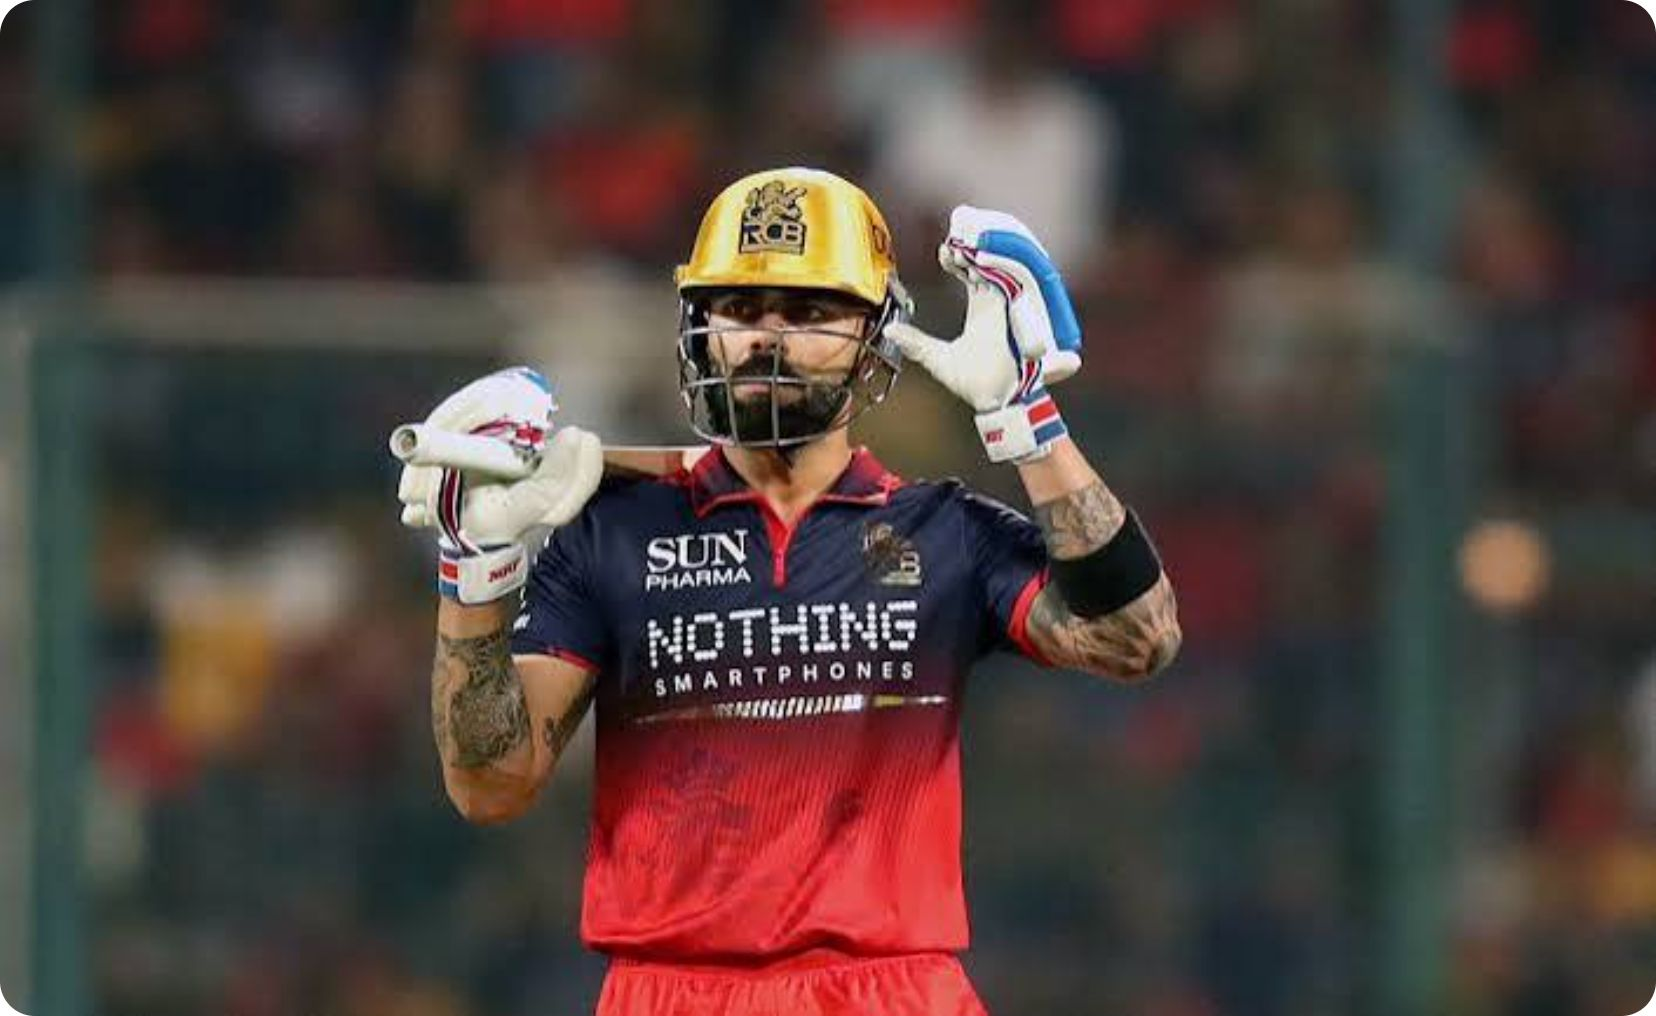 RCB
SUN
PHARMA
NOTHING
SMARTPHONES